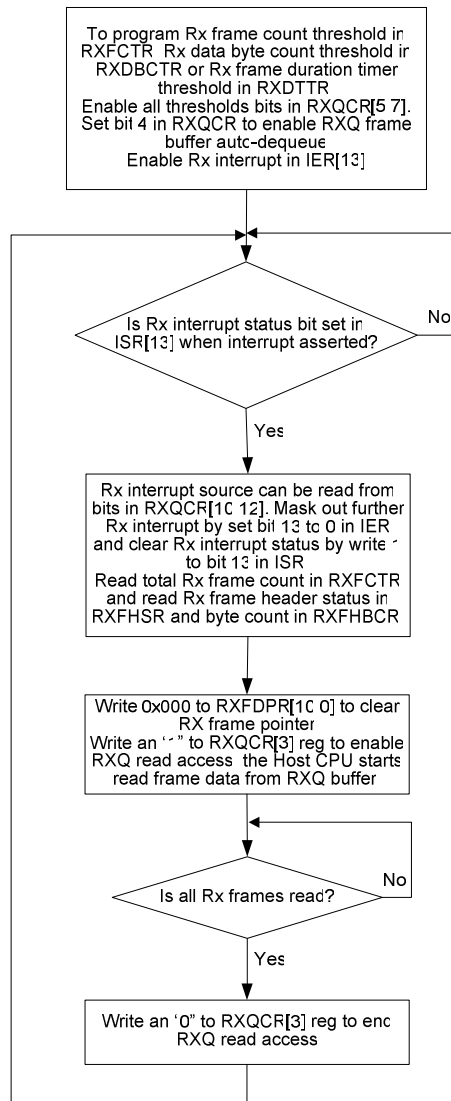 To program Rx frame count threshold in
RXFCTR Rx data byte count threshold in
RXDBCTR or Rx frame duration timer
threshold in RXDTTR
Enable all thresholds bits in RXQCR[5 7].
Set bit 4 in RXQCR to enable RXQ frame
buffer auto-dequeue
Enable Rx interrupt in IER[13]
Is Rx interrupt status bit set in
ISR[13] when interrupt asserted?
No
Yes
Rx interrupt source can be read from
bits in RXQCR[10 12]. Mask out further
Rx interrupt by set bit 13 to 0 in IER
and clear Rx interrupt status by write 1
to bit 13 in ISR
Read total Rx frame count in RXFCTR
and read Rx frame header status in
RXFHSR and byte count in RXFHBCR
Write 0x000 to RXFDPR[10 0] to clear
RX frame pointer
Write an “1” to RXQCR[3] reg to enable
RXQ read access the Host CPU starts
read frame data from RXQ buffer
Is all Rx frames read?
No
Yes
Write an “0” to RXQCR[3] reg to end
RXQ read access